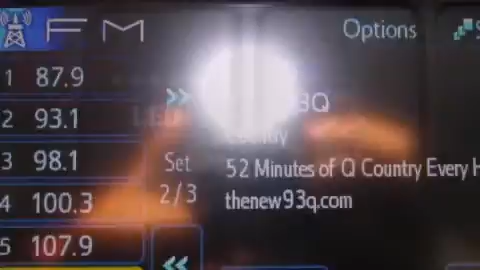 FM
Options
1 87.9
2 93.1
3 98.1
4 100.3
5 107.9
Set
2/3
52 Minutes of Q Country Every H
thenew93q.com